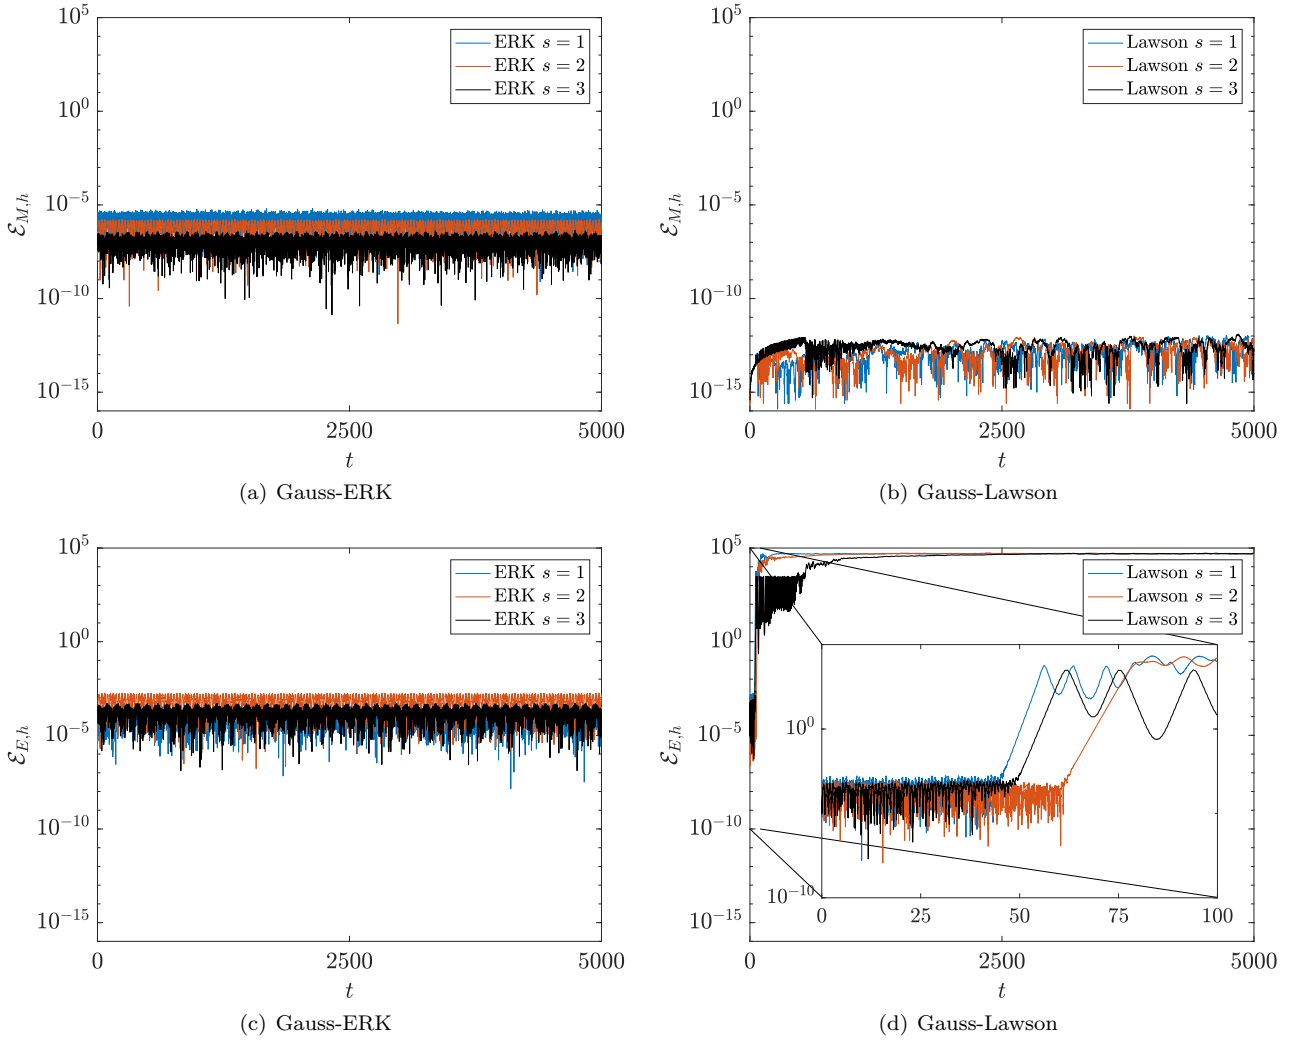 10^5
10^0
10^-5
10^-10
10^-15
ℰ_{M,h}
ERK s = 1
ERK s = 2
ERK s = 3
0 2500 5000
t
(a) Gauss-ERK
10^5
10^0
10^-5
10^-10
10^-15
ℰ_{M,h}
Lawson s = 1
Lawson s = 2
Lawson s = 3
0 2500 5000
t
(b) Gauss-Lawson
10^5
10^0
10^-5
10^-10
10^-15
ℰ_{E,h}
ERK s = 1
ERK s = 2
ERK s = 3
0 2500 5000
t
(c) Gauss-ERK
10^5
10^0
10^-5
10^-10
10^-15
ℰ_{E,h}
Lawson s = 1
Lawson s = 2
Lawson s = 3
10^0
10^-10
0 25 50 75 100
0 2500 5000
t
(d) Gauss-Lawson